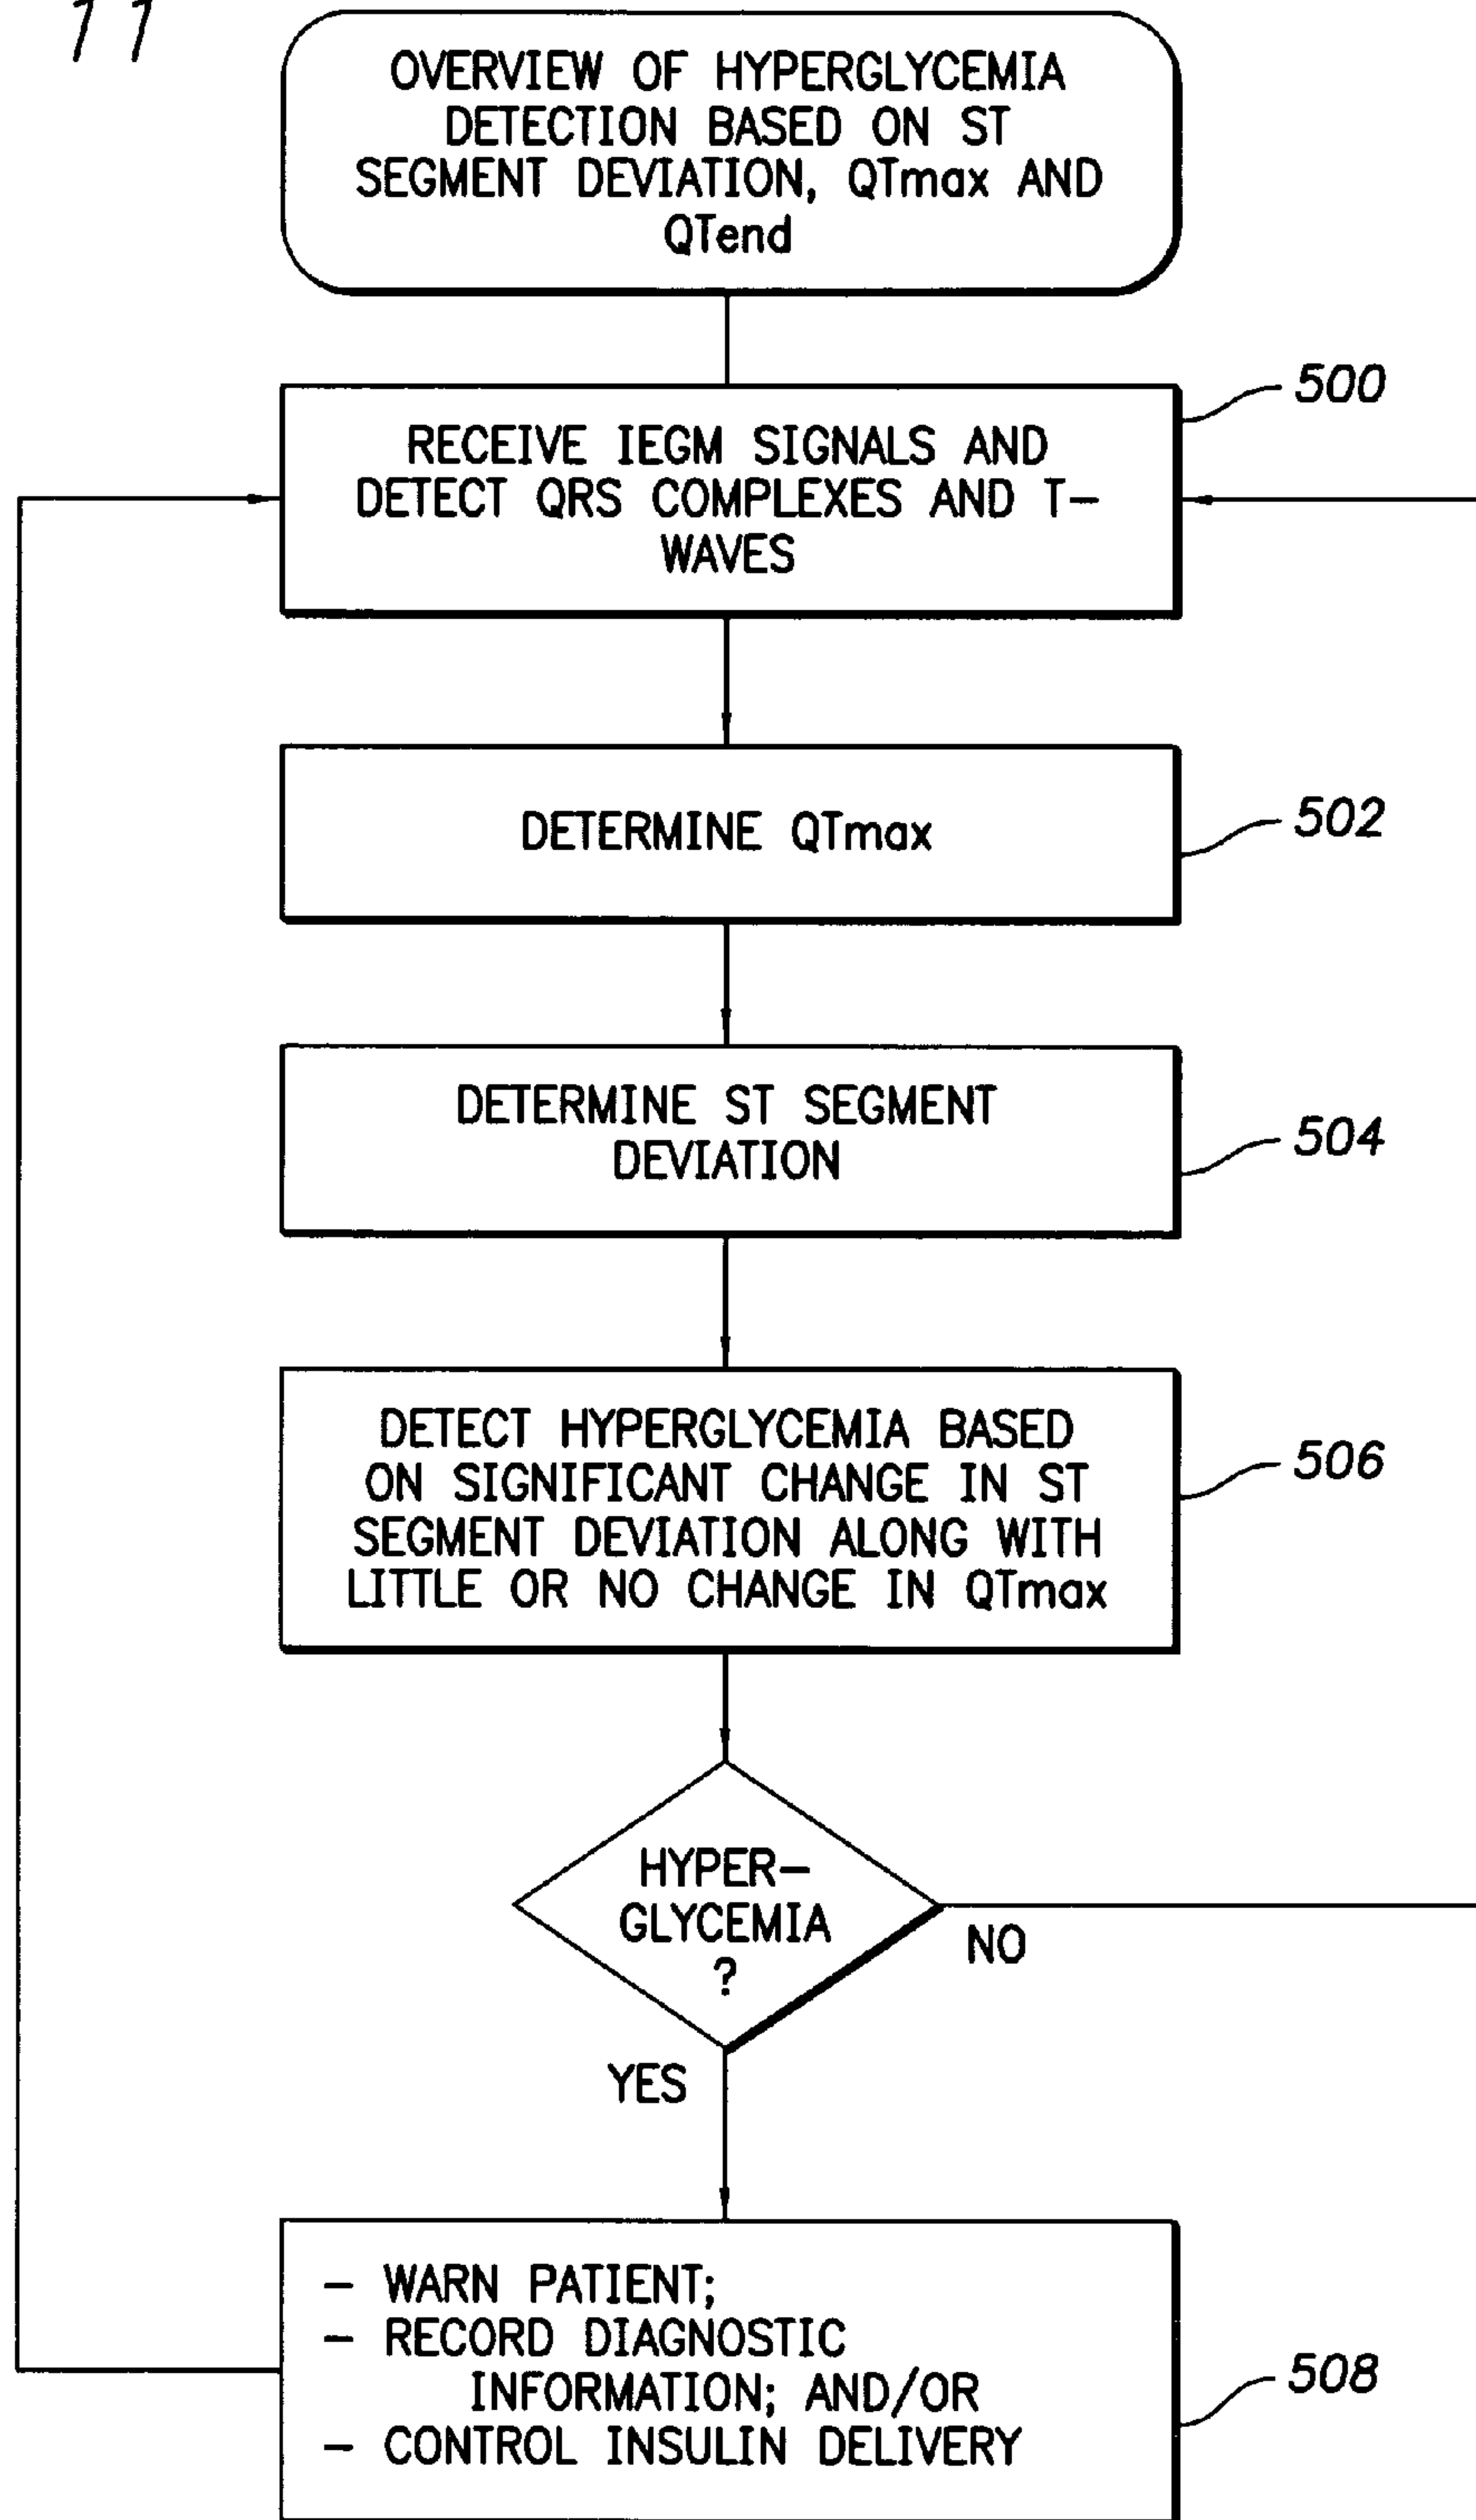 11
OVERVIEW OF HYPERGLYCEMIA
DETECTION BASED ON ST
SEGMENT DEVIATION, QTmax AND
QTend
500
RECEIVE IEGM SIGNALS AND
DETECT QRS COMPLEXES AND T-
WAVES
DETERMINE QTmax
502
DETERMINE ST SEGMENT
DEVIATION
504
DETECT HYPERGLYCEMIA BASED
ON SIGNIFICANT CHANGE IN ST
SEGMENT DEVIATION ALONG WITH
LITTLE OR NO CHANGE IN QTmax
506
HYPER-
GLYCEMIA
?
NO
YES
- WARN PATIENT;
- RECORD DIAGNOSTIC
INFORMATION; AND/OR
- CONTROL INSULIN DELIVERY
508